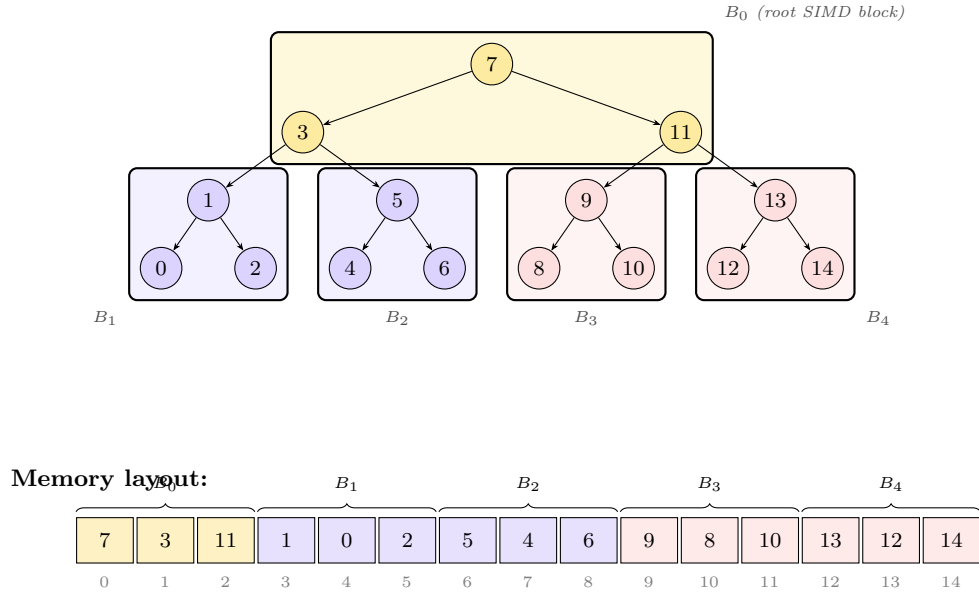 B₀ (root SIMD block)
7
3 11
1 5 9 13
0 2 4 6 8 10 12 14
B₁ B₂ B₃ B₄
Memory layout:
B₀ B₁ B₂ B₃ B₄
7 3 11 1 0 2 5 4 6 9 8 10 13 12 14
0 1 2 3 4 5 6 7 8 9 10 11 12 13 14